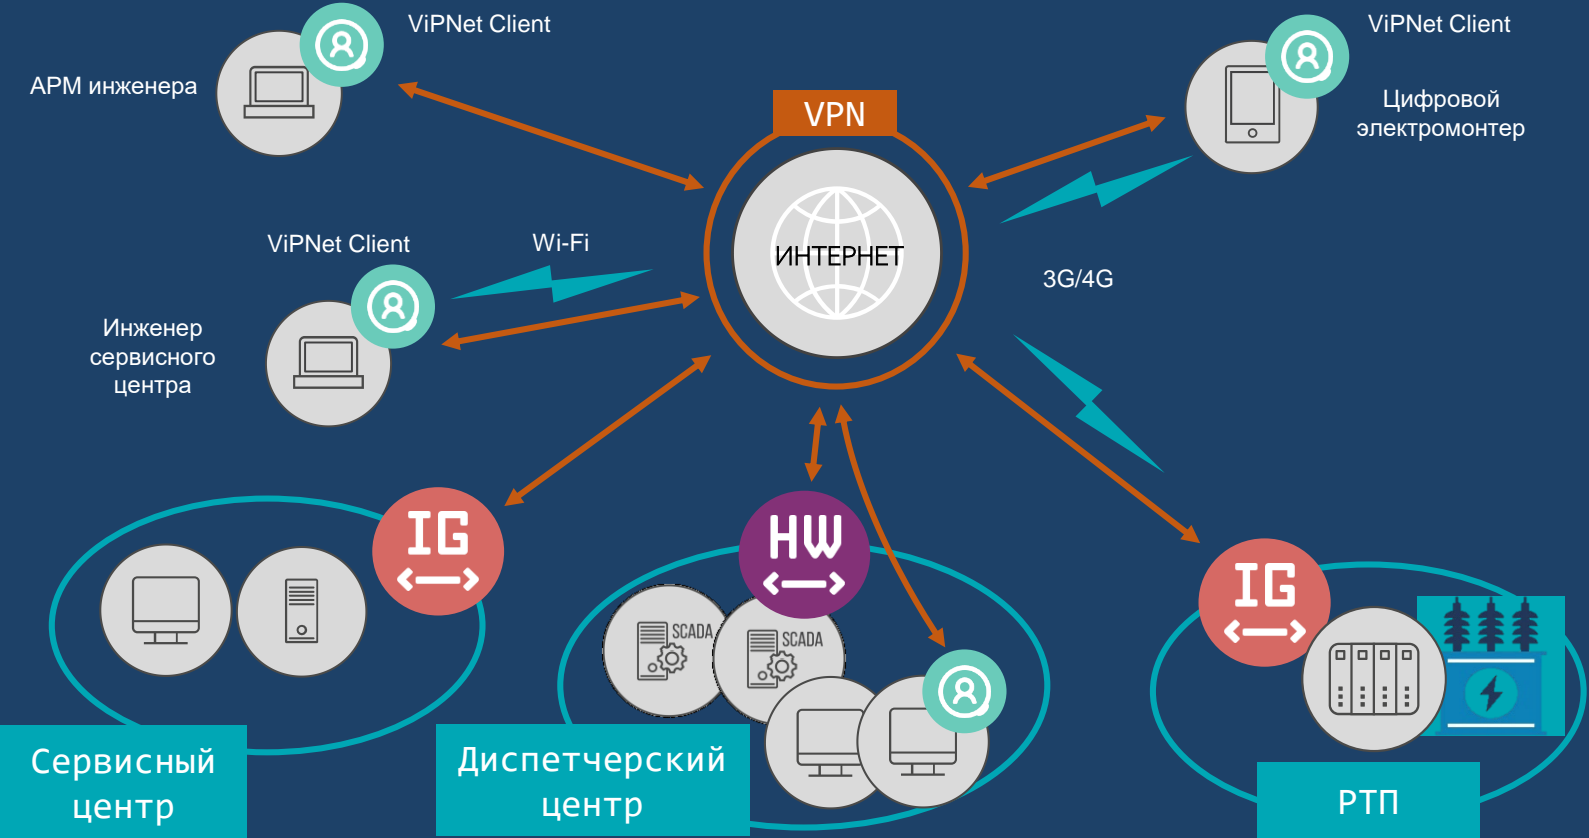 ViPNet Client
АРМ инженера
VPN
ViPNet Client
Цифровой
электромонтер
ИНТЕРНЕТ
ViPNet Client
Wi-Fi
3G/4G
Инженер
сервисного
центра
IG
HW
IG
SCADA
SCADA
Сервисный
центр
Диспетчерский
центр
РТП